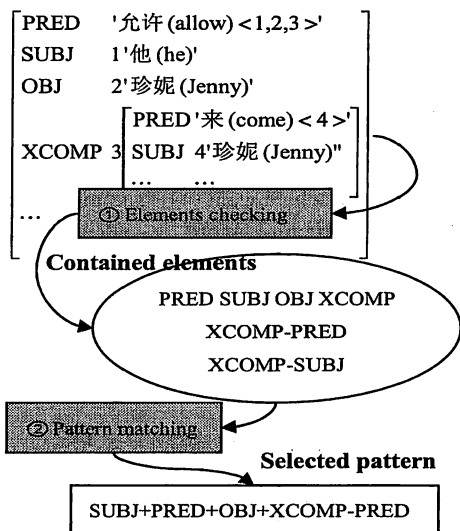 PRED '允许 (allow) <1,2,3 >'
SUBJ 1'他 (he)'
OBJ 2'珍妮 (Jenny)'
PRED '来 (come) < 4 >'
XCOMP 3 SUBJ 4'珍妮 (Jenny)''
... ...
...
① Elements checking
Contained elements
PRED SUBJ OBJ XCOMP
XCOMP-PRED
XCOMP-SUBJ
② Pattern matching
Selected pattern
SUBJ+PRED+OBJ+XCOMP-PRED